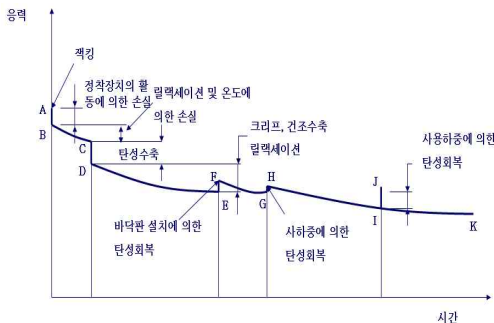 응력
잭킹
정착장치의 활
동에 의한 손실
릴랙세이션 및 온도에
의한 손실
A
B
C
탄성수축
D
크리프, 건조수축
릴랙세이션
사용하중에 의한
탄성회복
F
H
J
E
G
I
K
바닥판 설치에 의한
탄성회복
사하중에 의한
탄성회복
시간